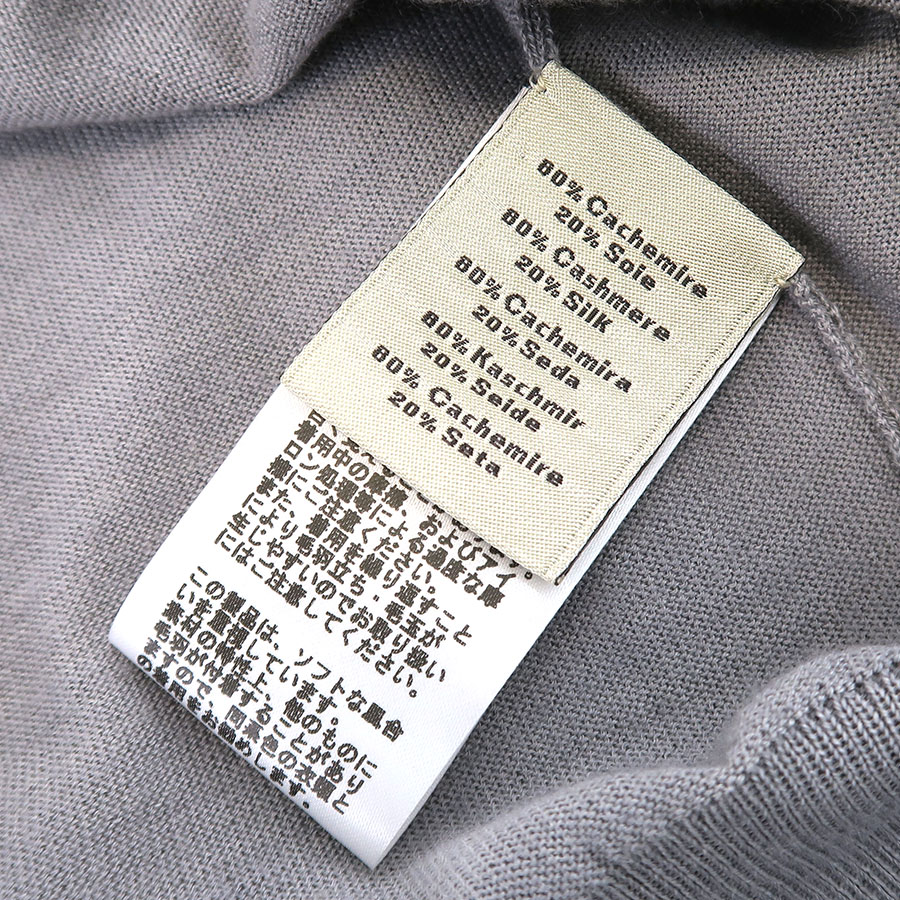 80% Cachemire
20% Soie
80% Cashmere
20% Silk
80% Cachemira
20% Seda
80% Kaschmir
20% Seide
80% Cachemire
20% Seta
着用中の摩擦、およびアイ
ロン処理等による過度な摩
擦にご注意ください。
また、着用を繰り返すこと
により毛羽立ち・毛玉が
生じやすいのでお取り扱い
にはご注意してください。
この製品は、ソフトな風合
いを重視しています。
素材の特性上、他のものに
毛羽が付着することがあり
ますので、同系色の衣類と
の着用をお勧めします。